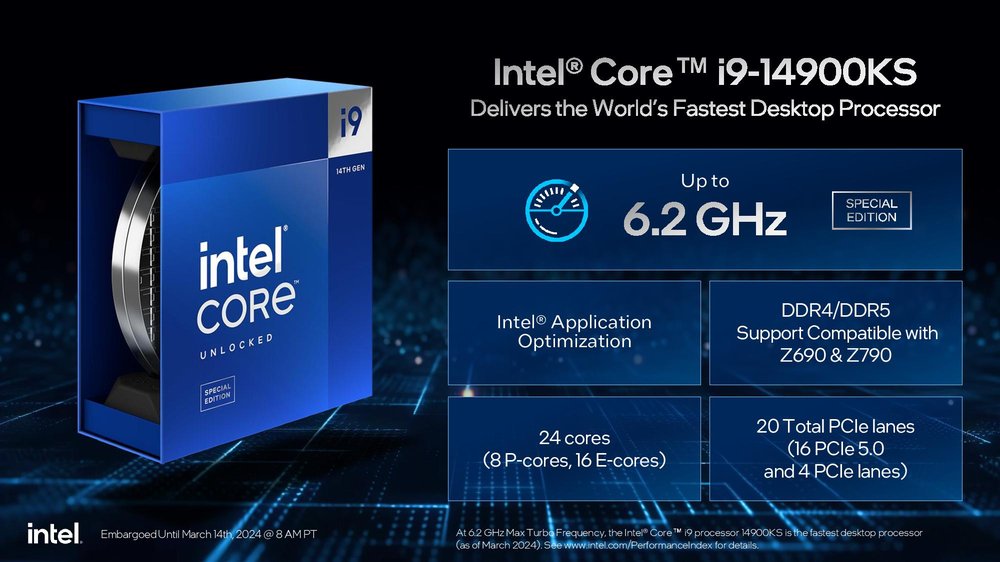 Intel® Core™ i9-14900KS
Delivers the World's Fastest Desktop Processor
i9
14TH GEN
intel®
CORE™
UNLOCKED
SPECIAL
EDITION
Up to
6.2 GHz
SPECIAL
EDITION
Intel® Application
Optimization
DDR4/DDR5
Support Compatible with
Z690 & Z790
24 cores
(8 P-cores, 16 E-cores)
20 Total PCIe lanes
(16 PCIe 5.0
and 4 PCIe lanes)
intel.
Embargoed Until March 14th, 2024 @ 8 AM PT
At 6.2 GHz Max Turbo Frequency, the Intel® Core™ i9 processor 14900KS is the fastest desktop processor
(as of March 2024). See www.intel.com/PerformanceIndex for details.